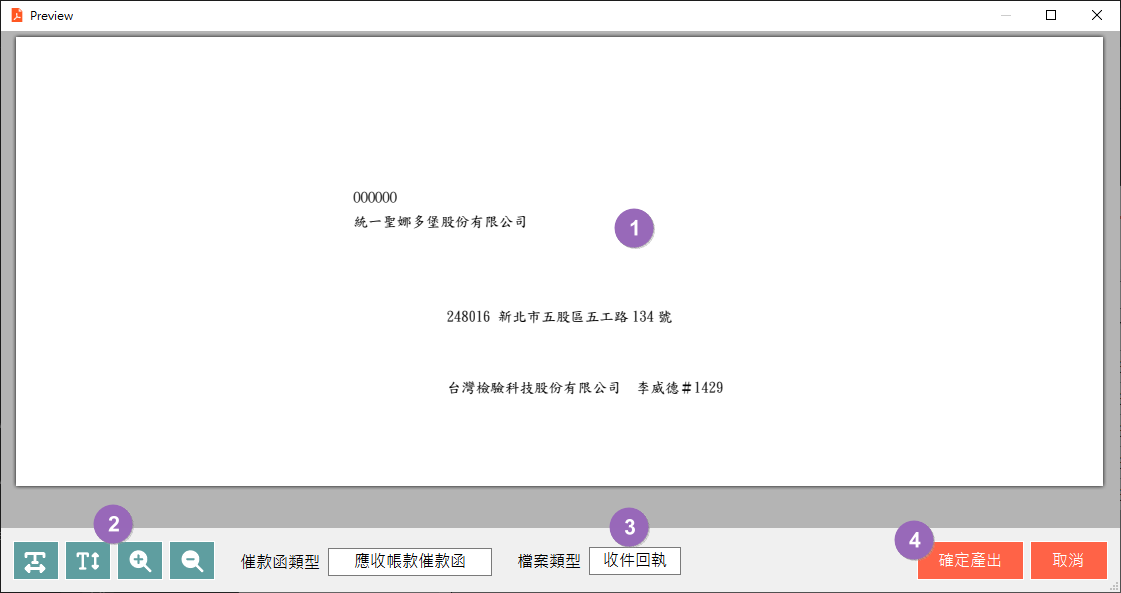 Preview
000000
統一聖娜多堡股份有限公司
1
248016 新北市五股區五工路 134 號
台灣檢驗科技股份有限公司 李威德#1429
2
3
4
催款函類型 應收帳款催款函 檔案類型 收件回執 確定產出 取消